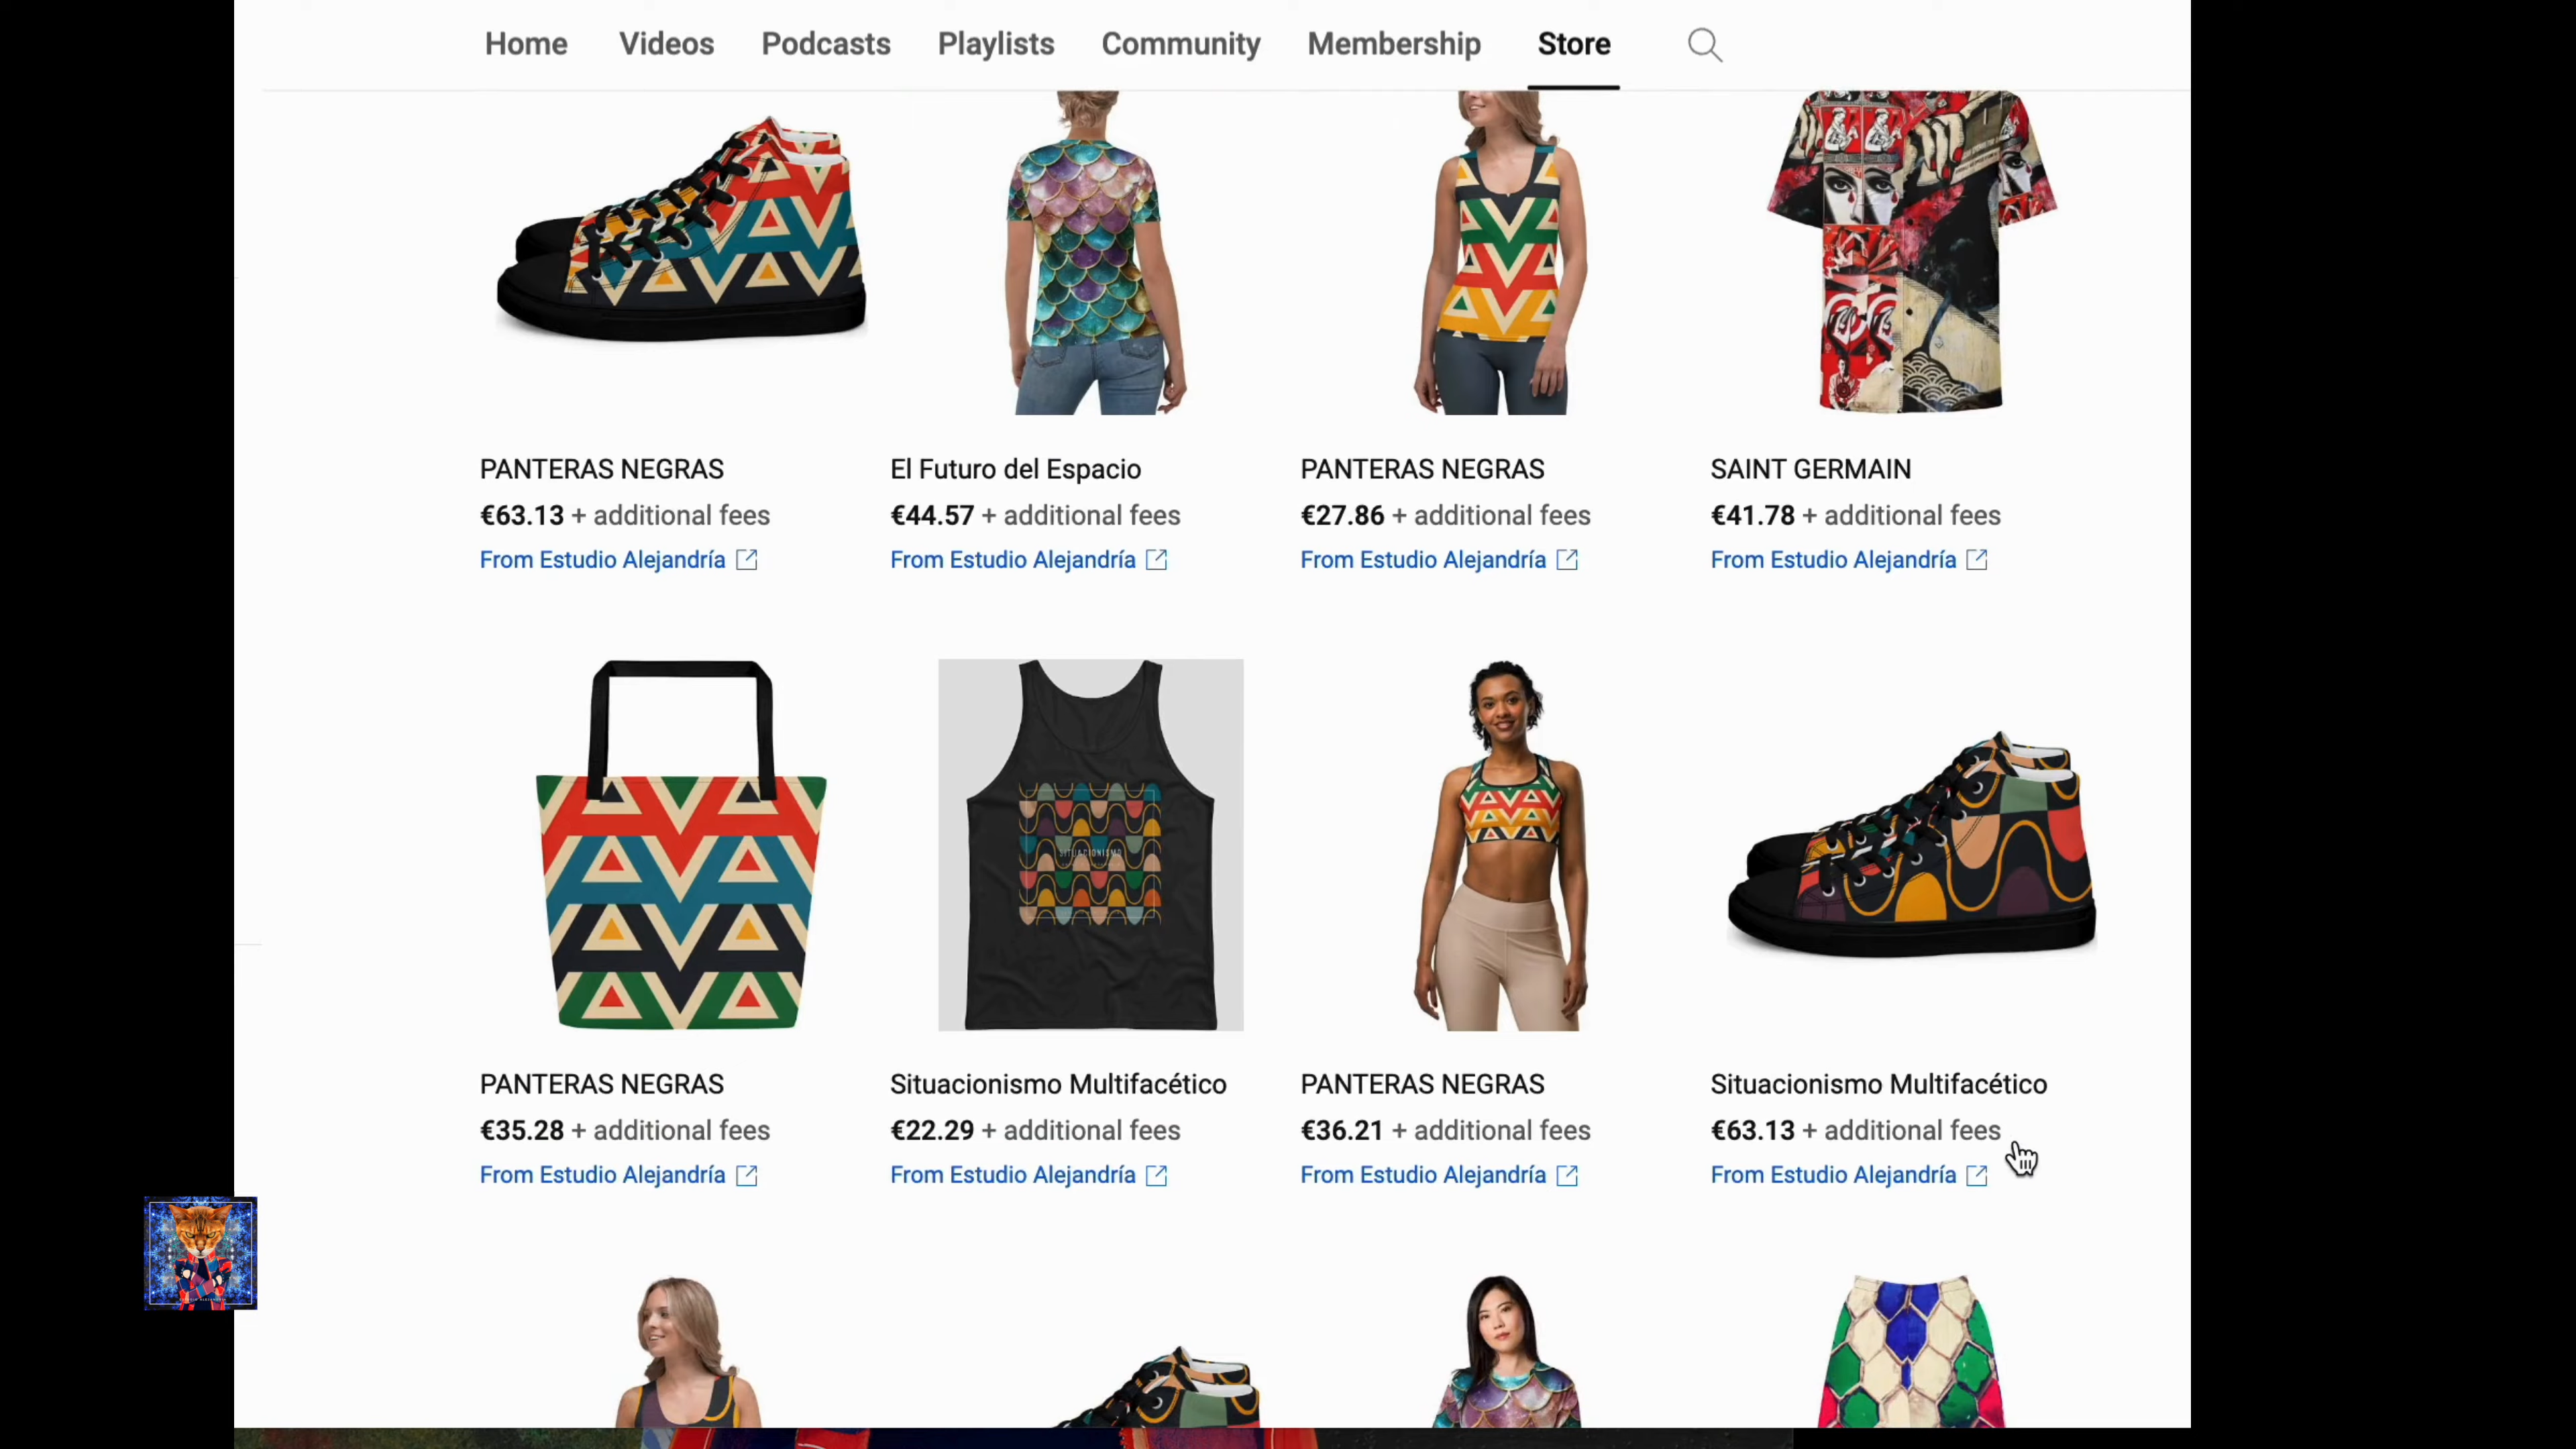 Home Videos Podcasts Playlists Community Membership Store
PANTERAS NEGRAS
€63.13 + additional fees
From Estudio Alejandría
El Futuro del Espacio
€44.57 + additional fees
From Estudio Alejandría
PANTERAS NEGRAS
€27.86 + additional fees
From Estudio Alejandría
SAINT GERMAIN
€41.78 + additional fees
From Estudio Alejandría
SITUACIONISMO
PANTERAS NEGRAS
€35.28 + additional fees
From Estudio Alejandría
Situacionismo Multifacético
€22.29 + additional fees
From Estudio Alejandría
PANTERAS NEGRAS
€36.21 + additional fees
From Estudio Alejandría
Situacionismo Multifacético
€63.13 + additional fees
From Estudio Alejandría